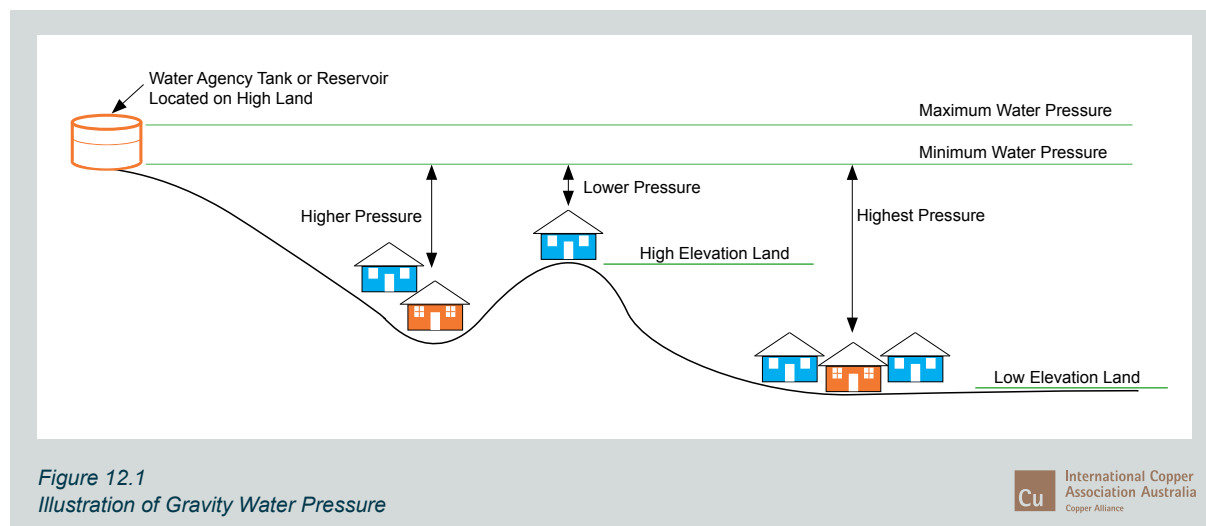 Water Agency Tank or Reservoir
Located on High Land
Maximum Water Pressure
Minimum Water Pressure
Lower Pressure
Higher Pressure
Highest Pressure
High Elevation Land
Low Elevation Land
Figure 12.1
Illustration of Gravity Water Pressure
Cu
International Copper
Association Australia
Copper Alliance